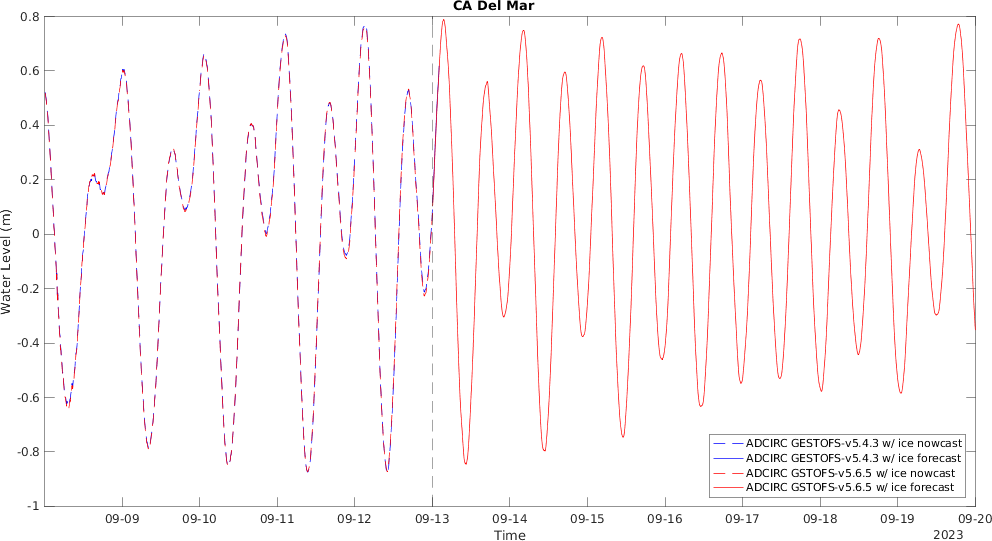 CA Del Mar
0.8
0.6
0.4
0.2
0
-0.2
-0.4
-0.6
-0.8
-1
Water Level (m)
ADCIRC GESTOFS-v5.4.3 w/ ice nowcast
ADCIRC GESTOFS-v5.4.3 w/ ice forecast
ADCIRC GSTOFS-v5.6.5 w/ ice nowcast
ADCIRC GSTOFS-v5.6.5 w/ ice forecast
09-09 09-10 09-11 09-12 09-13 09-14 09-15 09-16 09-17 09-18 09-19 09-20
Time
2023